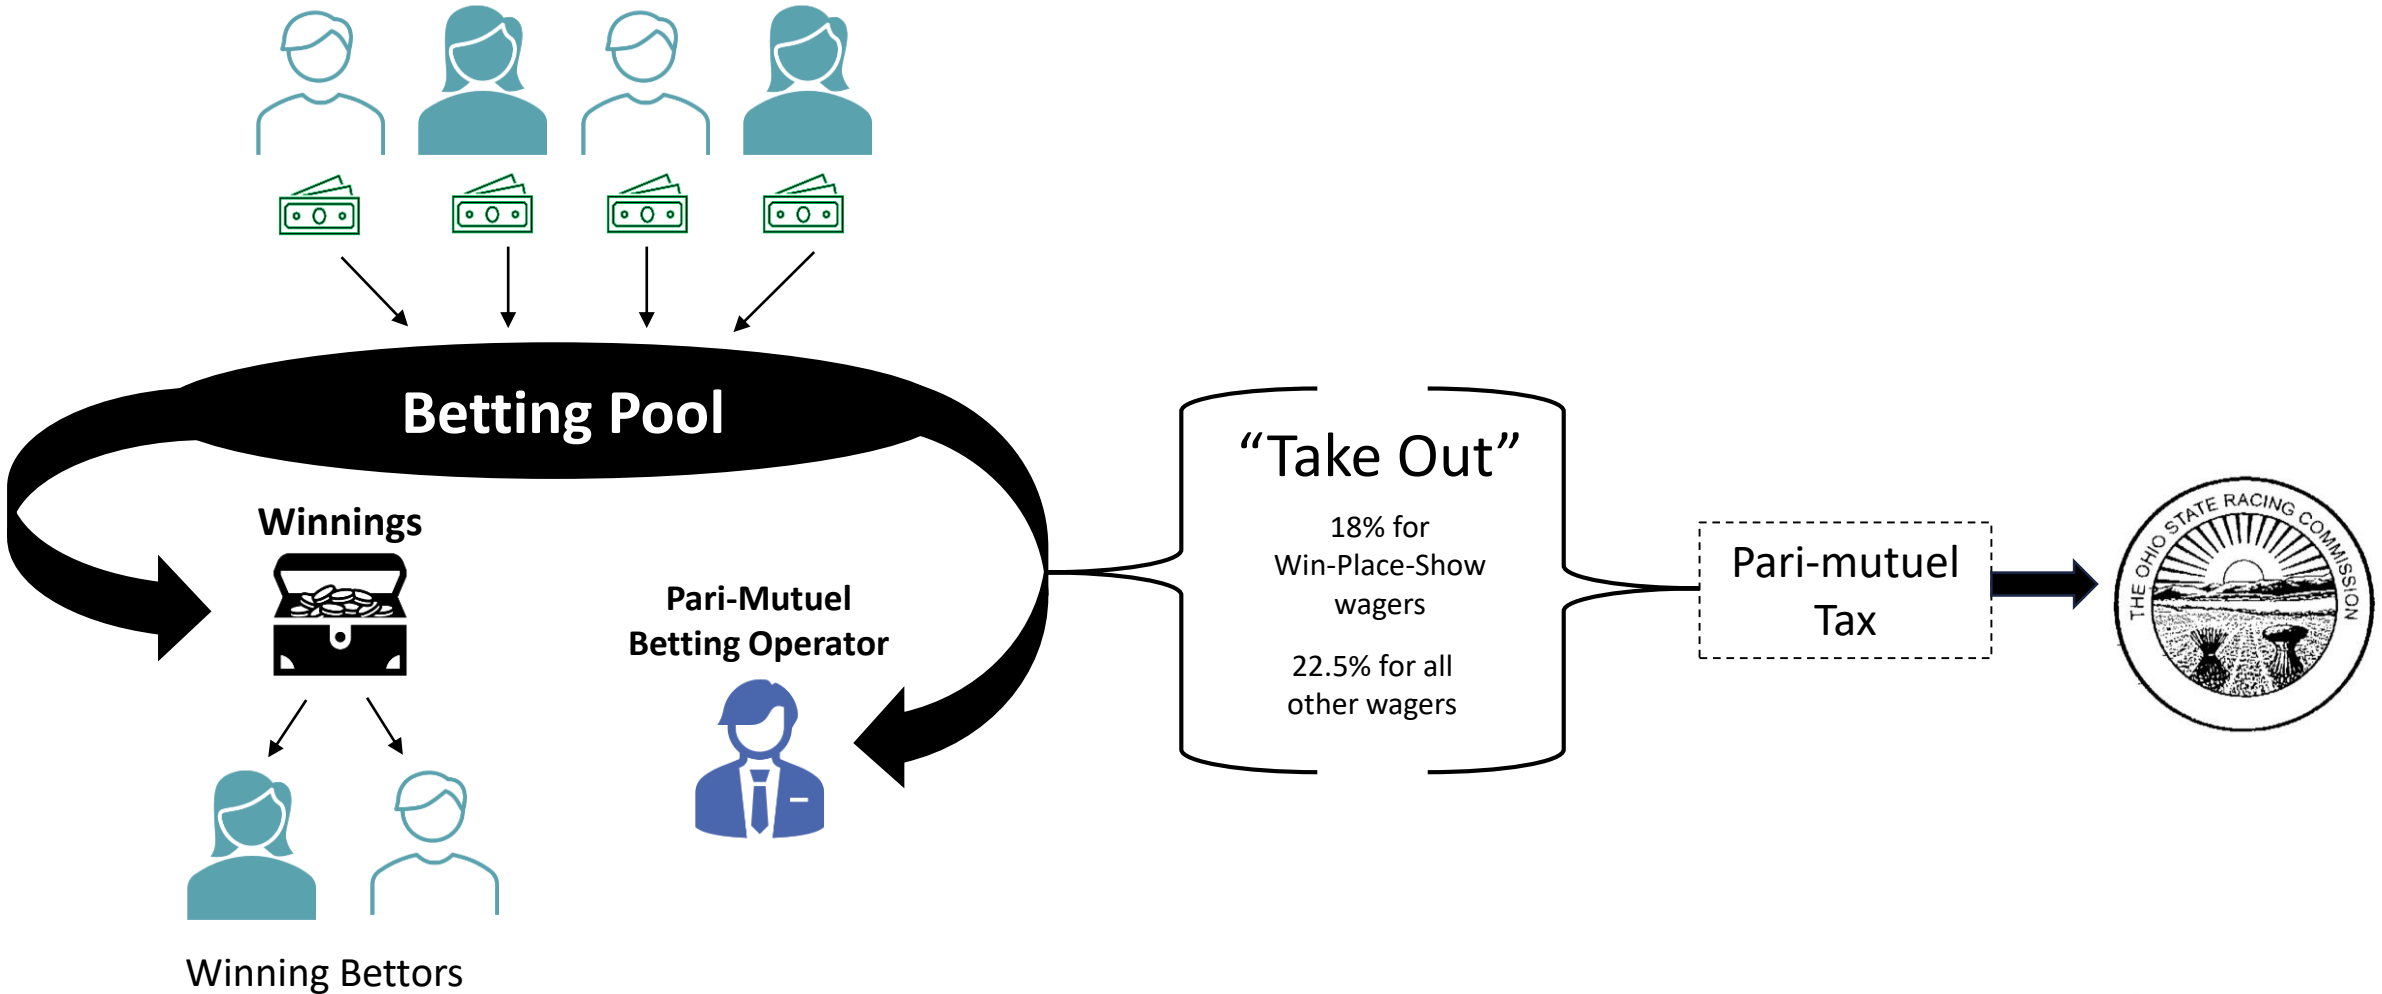 Betting Pool
Winnings
Pari-Mutuel
Betting Operator
Winning Bettors
“Take Out”
18% for
Win-Place-Show
wagers
22.5% for all
other wagers
Pari-mutuel
Tax
THE OHIO STATE RACING COMMISSION